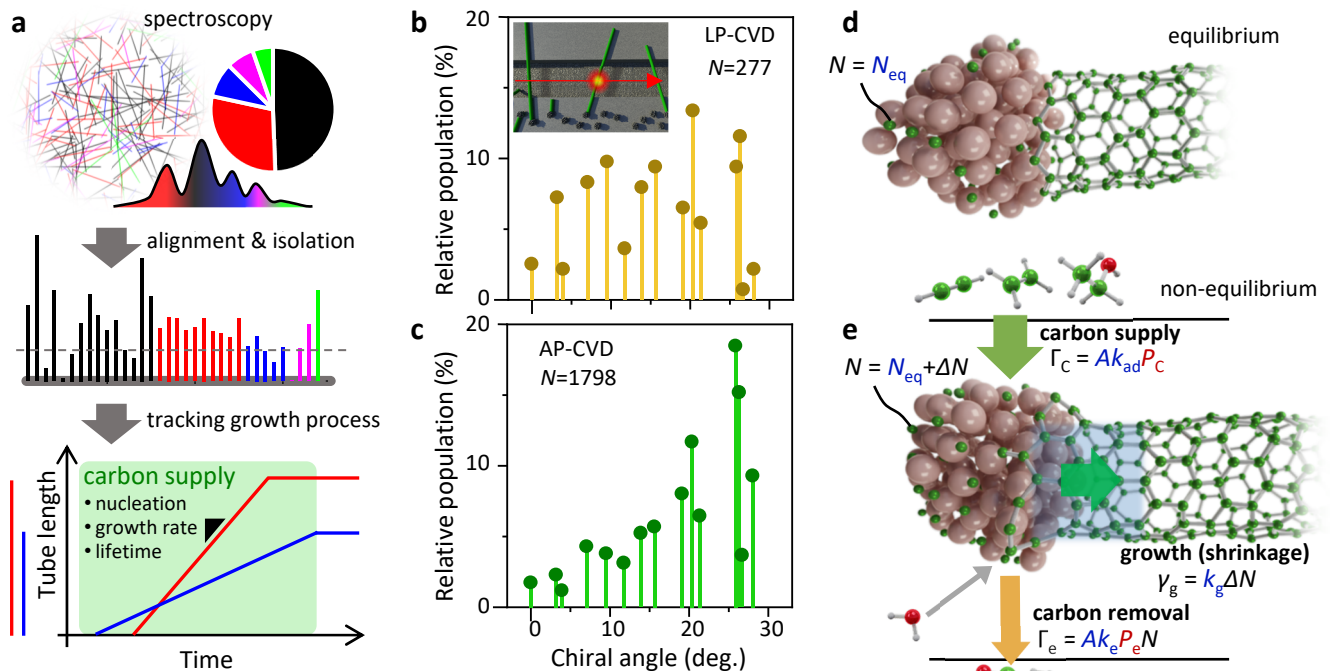 a
spectroscopy
alignment & isolation
tracking growth process
carbon supply
• nucleation
• growth rate
• lifetime
Tube length
Time
b
20
10
0
Relative population (%)
LP-CVD
N=277
c
20
10
0
Relative population (%)
AP-CVD
N=1798
0
10
20
30
Chiral angle (deg.)
d
equilibrium
N = Neq
non-equilibrium
e
carbon supply
ΓC = AkadPC
N = Neq+ΔN
growth (shrinkage)
γg = kgΔN
carbon removal
Γe = AkePeN